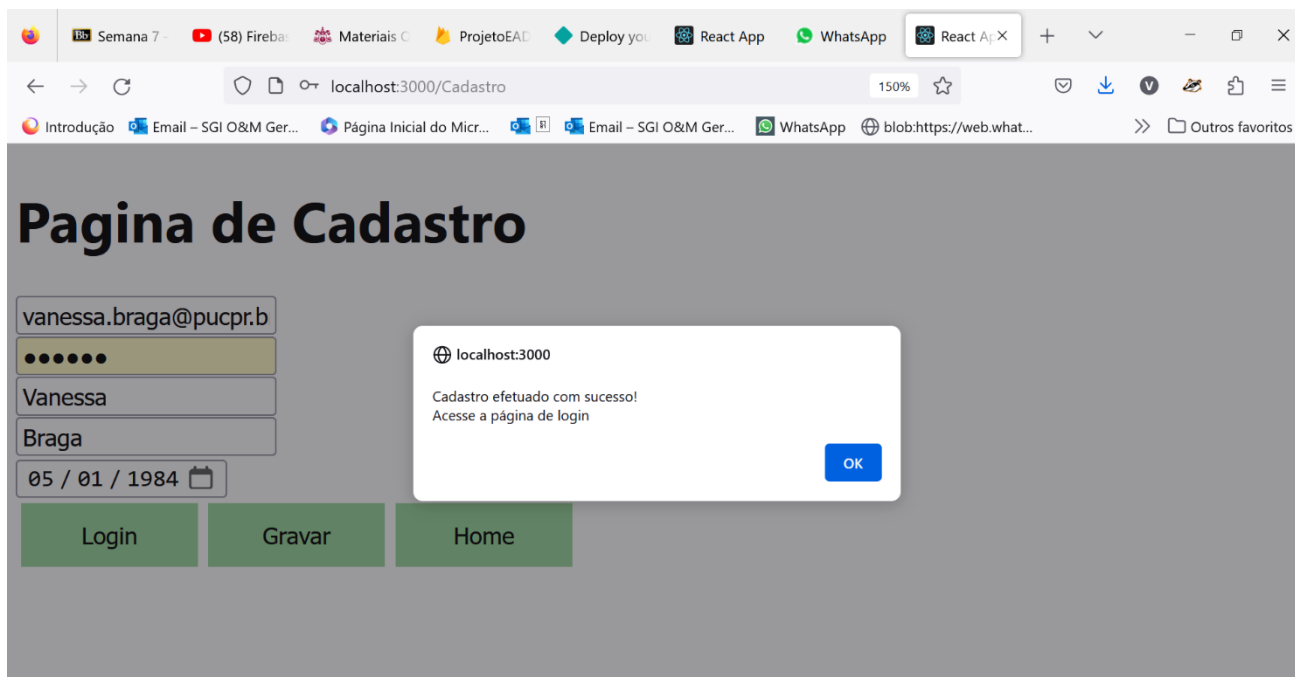 Semana 7 -
(58) Fireba
Materiais C
ProjetoEAD
Deploy you
React App
WhatsApp
React Ap
localhost:3000/Cadastro
150%
V
Introdução
Email – SGI O&M Ger...
Página Inicial do Micr...
Email – SGI O&M Ger...
WhatsApp
blob:https://web.what...
Outros favoritos
Pagina de Cadastro
vanessa.braga@pucpr.b
Vanessa
Braga
05 / 01 / 1984
localhost:3000
Cadastro efetuado com sucesso!
Acesse a página de login
OK
Login
Gravar
Home